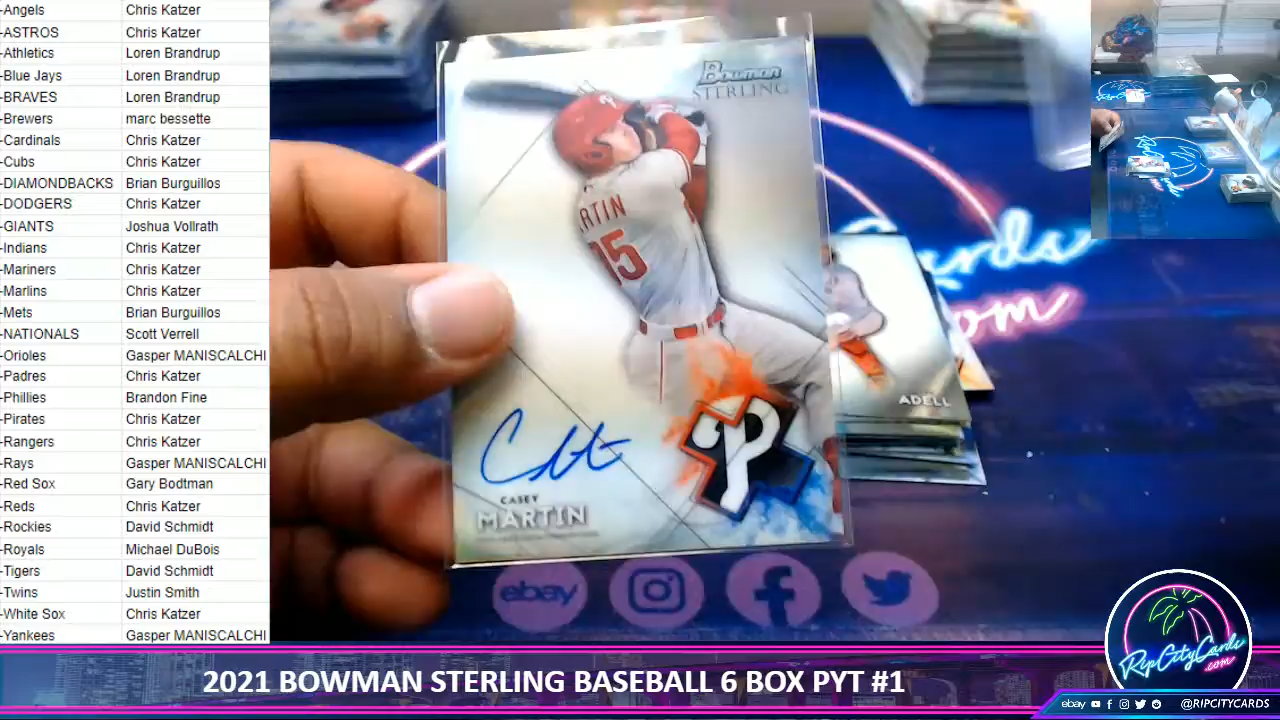 -Angels Chris Katzer
-ASTROS Chris Katzer
-Athletics Loren Brandrup
-Blue Jays Loren Brandrup
-BRAVES Loren Brandrup
-Brewers marc bessette
-Cardinals Chris Katzer
-Cubs Chris Katzer
-DIAMONDBACKS Brian Burguillos
-DODGERS Chris Katzer
-GIANTS Joshua Vollrath
-Indians Chris Katzer
-Mariners Chris Katzer
-Marlins Chris Katzer
-Mets Brian Burguillos
-NATIONALS Scott Verrell
-Orioles Gasper MANISCALCHI
-Padres Chris Katzer
-Phillies Brandon Fine
-Pirates Chris Katzer
-Rangers Chris Katzer
-Rays Gasper MANISCALCHI
-Red Sox Gary Bodtman
-Reds Chris Katzer
-Rockies David Schmidt
-Royals Michael DuBois
-Tigers David Schmidt
-Twins Justin Smith
-White Sox Chris Katzer
-Yankees Gasper MANISCALCHI
Bowman
STERLING
P
RTIN
15
P
CASEY
MARTIN
ADELL
ards
om
ebay
RipCityCards
.com
2021 BOWMAN STERLING BASEBALL 6 BOX PYT #1
ebay @RIPCITYCARDS